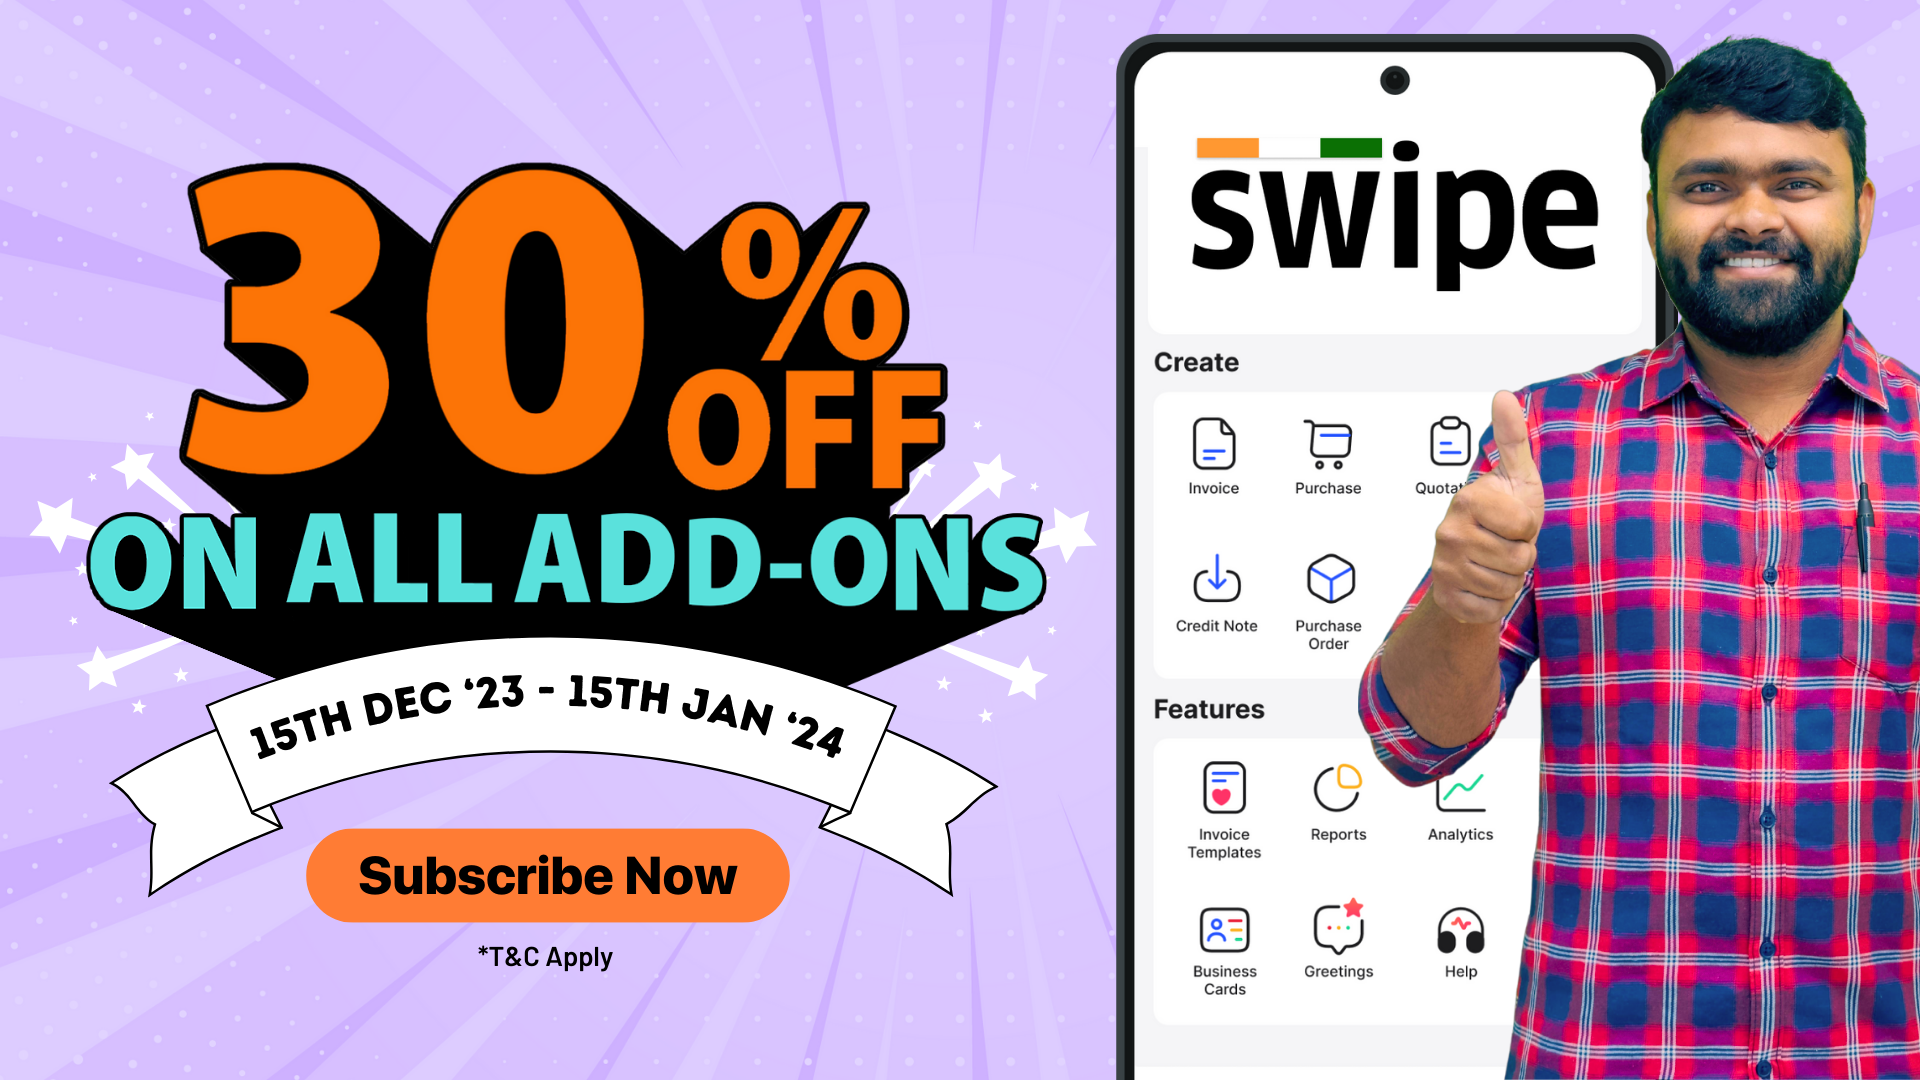 30% OFF
ON ALL ADD-ONS
15TH DEC ‘23 - 15TH JAN ‘24
Subscribe Now
*T&C Apply
swipe
Create
Invoice
Purchase
Credit Note
Purchase
Order
Features
Invoice
Templates
Reports
Analytics
Business
Cards
Greetings
Help